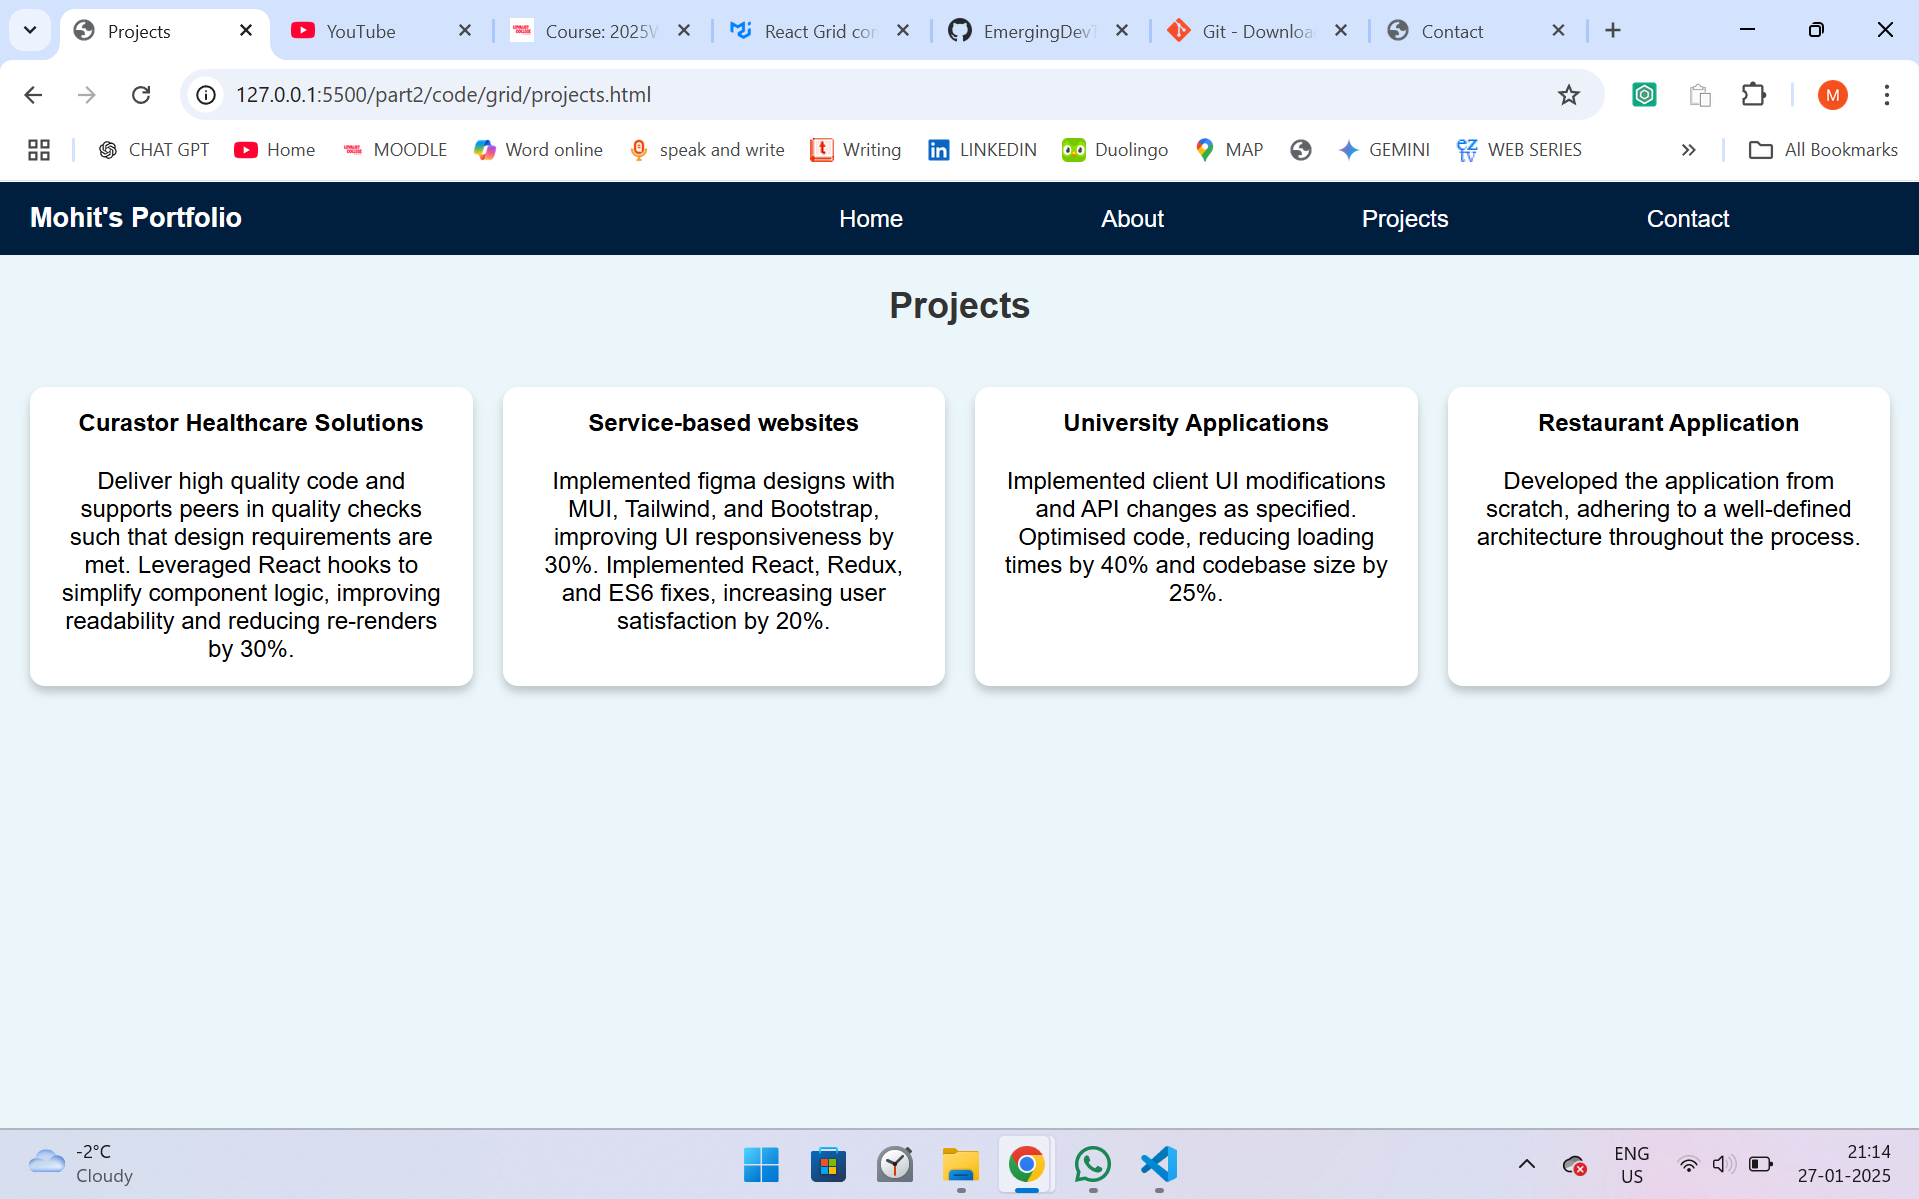 Projects
YouTube
Course: 2025W
React Grid con
EmergingDevT
Git - Downloa
Contact
127.0.0.1:5500/part2/code/grid/projects.html
M
CHAT GPT
Home
MOODLE
Word online
speak and write
Writing
LINKEDIN
Duolingo
MAP
GEMINI
WEB SERIES
All Bookmarks
Mohit's Portfolio
Home
About
Projects
Contact
Projects
Curastor Healthcare Solutions
Deliver high quality code and
supports peers in quality checks
such that design requirements are
met. Leveraged React hooks to
simplify component logic, improving
readability and reducing re-renders
by 30%.
Service-based websites
Implemented figma designs with
MUI, Tailwind, and Bootstrap,
improving UI responsiveness by
30%. Implemented React, Redux,
and ES6 fixes, increasing user
satisfaction by 20%.
University Applications
Implemented client UI modifications
and API changes as specified.
Optimised code, reducing loading
times by 40% and codebase size by
25%.
Restaurant Application
Developed the application from
scratch, adhering to a well-defined
architecture throughout the process.
-2°C
Cloudy
ENG
US
21:14
27-01-2025